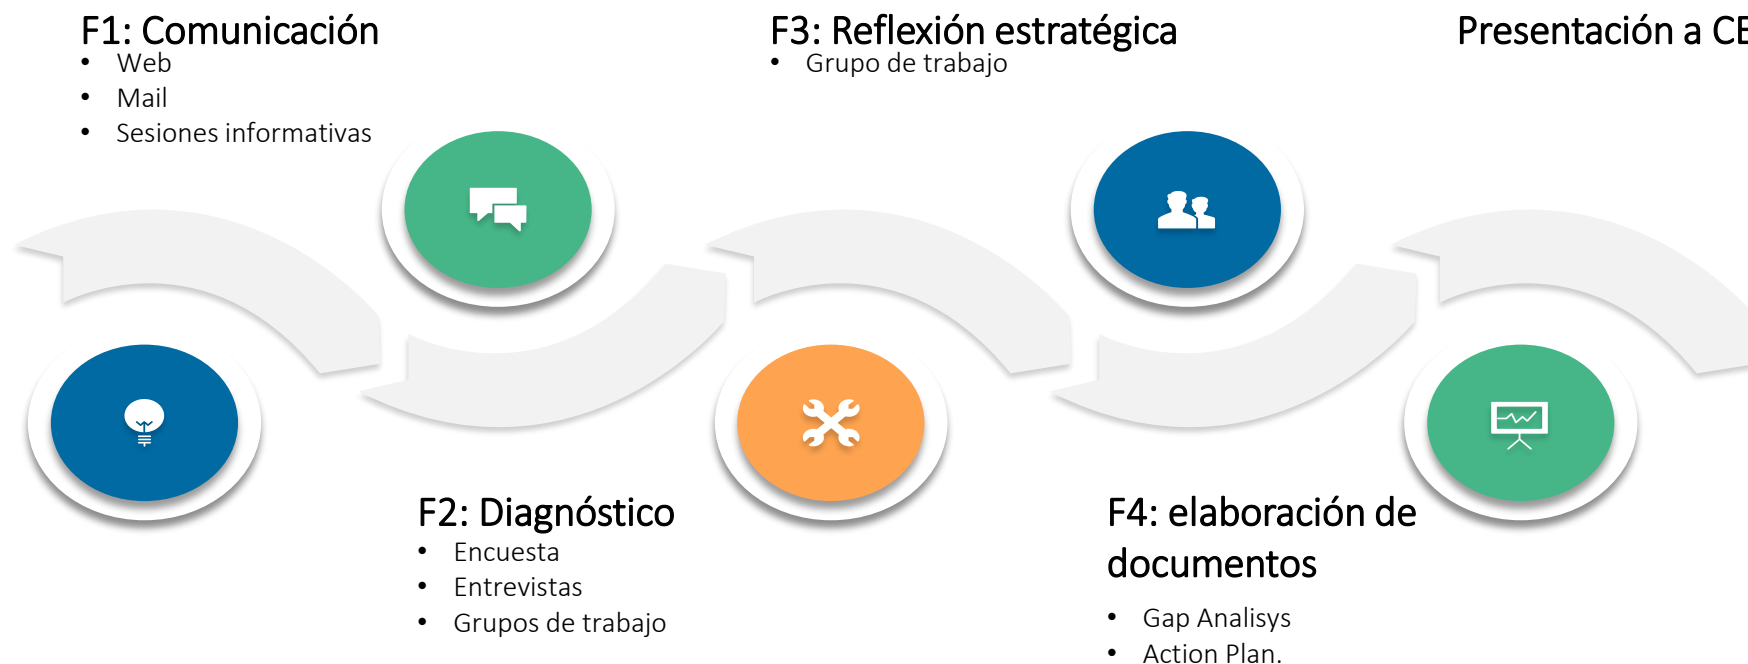 F1: Comunicación
• Web
• Mail
• Sesiones informativas
F2: Diagnóstico
• Encuesta
• Entrevistas
• Grupos de trabajo
F3: Reflexión estratégica
• Grupo de trabajo
F4: elaboración de
documentos
• Gap Analisys
• Action Plan.
Presentación a